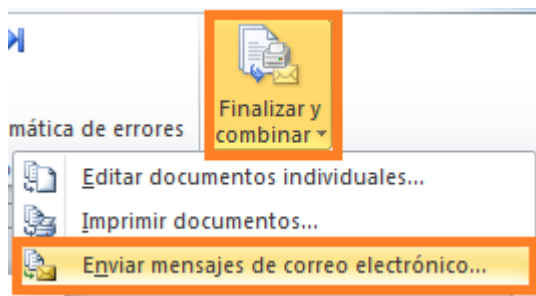 Finalizar y
mática de errores
combinar
Editar documentos individuales...
Imprimir documentos...
Enviar mensajes de correo electrónico...